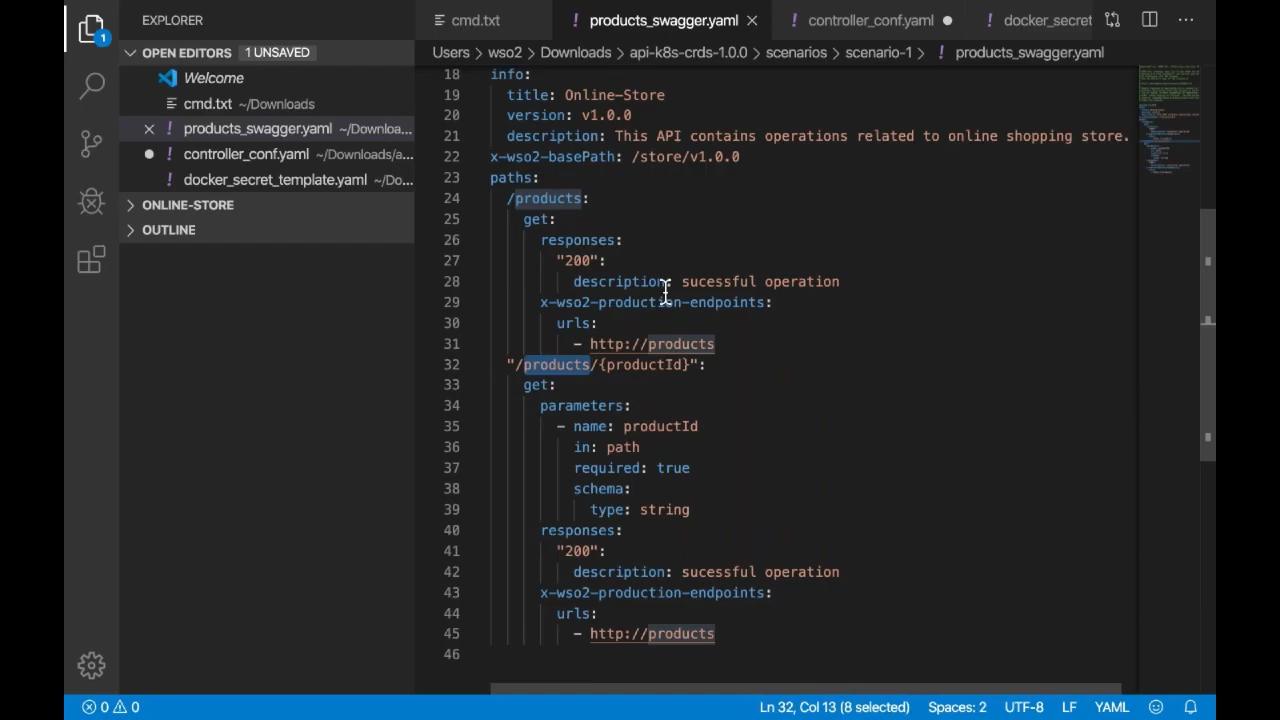 EXPLORER
cmd.txt
products_swagger.yaml
controller_conf.yaml
docker_secret
1
OPEN EDITORS 1 UNSAVED
Welcome
cmd.txt ~/Downloads
products_swagger.yaml ~/Downloa...
controller_conf.yaml ~/Downloads/a...
docker_secret_template.yaml ~/Do...
ONLINE-STORE
OUTLINE
Users > wso2 > Downloads > api-k8s-crds-1.0.0 > scenarios > scenario-1 > ! products_swagger.yaml
18 info:
19 title: Online-Store
20 version: v1.0.0
21 description: This API contains operations related to online shopping store.
22 x-wso2-basePath: /store/v1.0.0
23 paths:
24 /products:
25 get:
26 responses:
27 "200":
28 description: sucessful operation
29 x-wso2-production-endpoints:
30 urls:
31 - http://products
32 "/products/{productId}":
33 get:
34 parameters:
35 - name: productId
36 in: path
37 required: true
38 schema:
39 type: string
40 responses:
41 "200":
42 description: sucessful operation
43 x-wso2-production-endpoints:
44 urls:
45 - http://products
46
0 0
Ln 32, Col 13 (8 selected) Spaces: 2 UTF-8 LF YAML